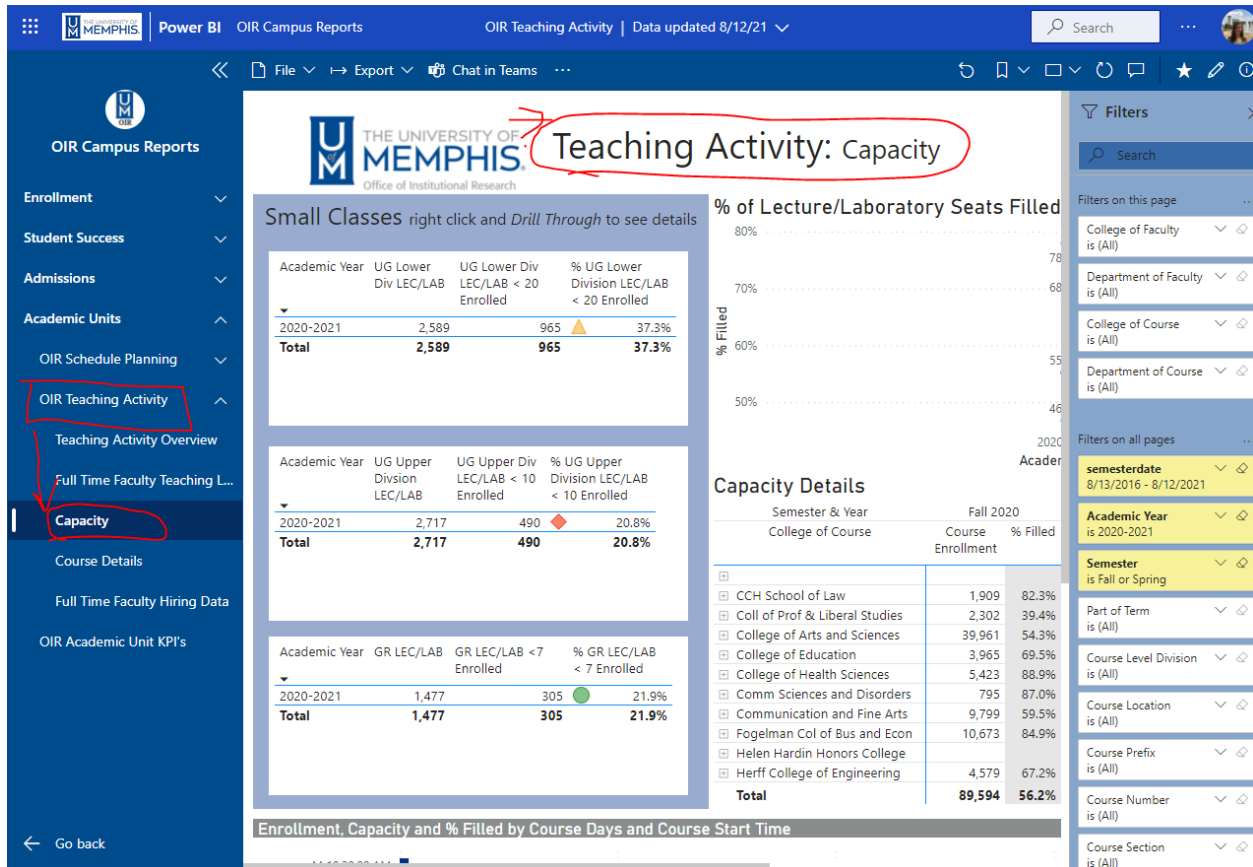 THE UNIVERSITY OF
MEMPHIS.
Power BI
OIR Campus Reports
OIR Teaching Activity | Data updated 8/12/21
Search
File
Export
Chat in Teams
UM
OIR
OIR Campus Reports
Enrollment
Student Success
Admissions
Academic Units
OIR Schedule Planning
OIR Teaching Activity
Teaching Activity Overview
Full Time Faculty Teaching L...
Capacity
Course Details
Full Time Faculty Hiring Data
OIR Academic Unit KPI's
Go back
UofM
THE UNIVERSITY OF
MEMPHIS.
Office of Institutional Research
Teaching Activity: Capacity
Small Classes right click and Drill Through to see details
Academic Year UG Lower Div LEC/LAB UG Lower Div LEC/LAB < 20 Enrolled % UG Lower Division LEC/LAB < 20 Enrolled
2020-2021 2,589 965 37.3%
Total 2,589 965 37.3%
Academic Year UG Upper Divsion LEC/LAB UG Upper Div LEC/LAB < 10 Enrolled % UG Upper Division LEC/LAB < 10 Enrolled
2020-2021 2,717 490 20.8%
Total 2,717 490 20.8%
Academic Year GR LEC/LAB GR LEC/LAB <7 Enrolled % GR LEC/LAB < 7 Enrolled
2020-2021 1,477 305 21.9%
Total 1,477 305 21.9%
% of Lecture/Laboratory Seats Filled
% Filled
80%
70%
60%
50%
78
68
55
46
2020
Acader
Capacity Details
Semester & Year Fall 2020
College of Course Course Enrollment % Filled
CCH School of Law 1,909 82.3%
Coll of Prof & Liberal Studies 2,302 39.4%
College of Arts and Sciences 39,961 54.3%
College of Education 3,965 69.5%
College of Health Sciences 5,423 88.9%
Comm Sciences and Disorders 795 87.0%
Communication and Fine Arts 9,799 59.5%
Fogelman Col of Bus and Econ 10,673 84.9%
Helen Hardin Honors College
Herff College of Engineering 4,579 67.2%
Total 89,594 56.2%
Enrollment, Capacity and % Filled by Course Days and Course Start Time
Filters
Search
Filters on this page
College of Faculty
is (All)
Department of Faculty
is (All)
College of Course
is (All)
Department of Course
is (All)
Filters on all pages
semesterdate
8/13/2016 - 8/12/2021
Academic Year
is 2020-2021
Semester
is Fall or Spring
Part of Term
is (All)
Course Level Division
is (All)
Course Location
is (All)
Course Prefix
is (All)
Course Number
is (All)
Course Section
is (All)